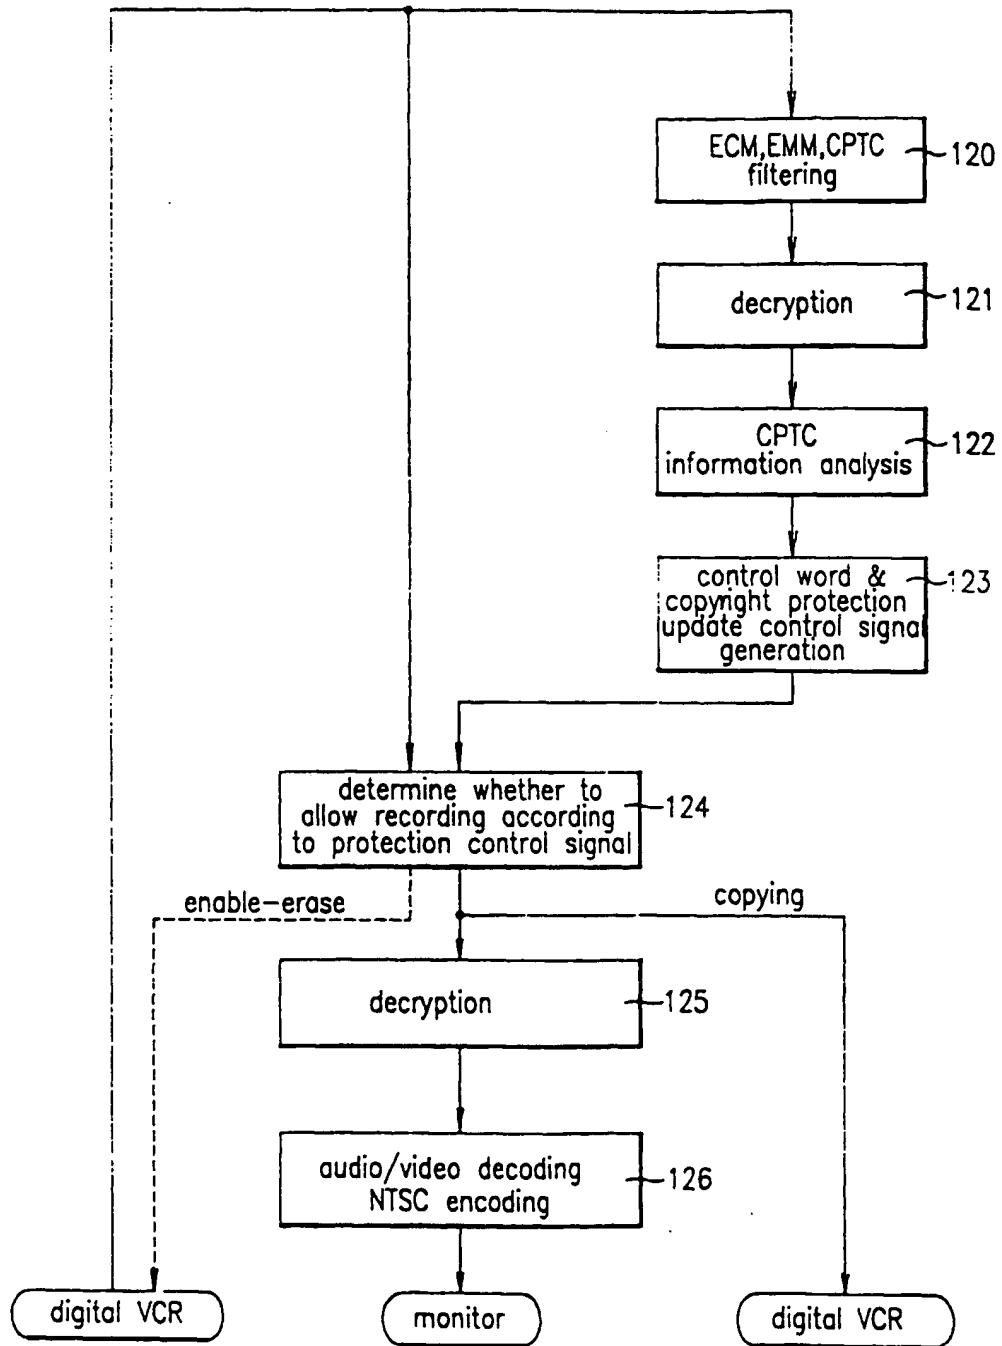 ECM,EMM,CPTC
filtering
120
decryption
121
CPTC
information analysis
122
control word &
copyright protection
update control signal
generation
123
determine whether to
allow recording according
to protection control signal
124
enable-erase
copying
decryption
125
audio/video decoding
NTSC encoding
126
digital VCR
monitor
digital VCR